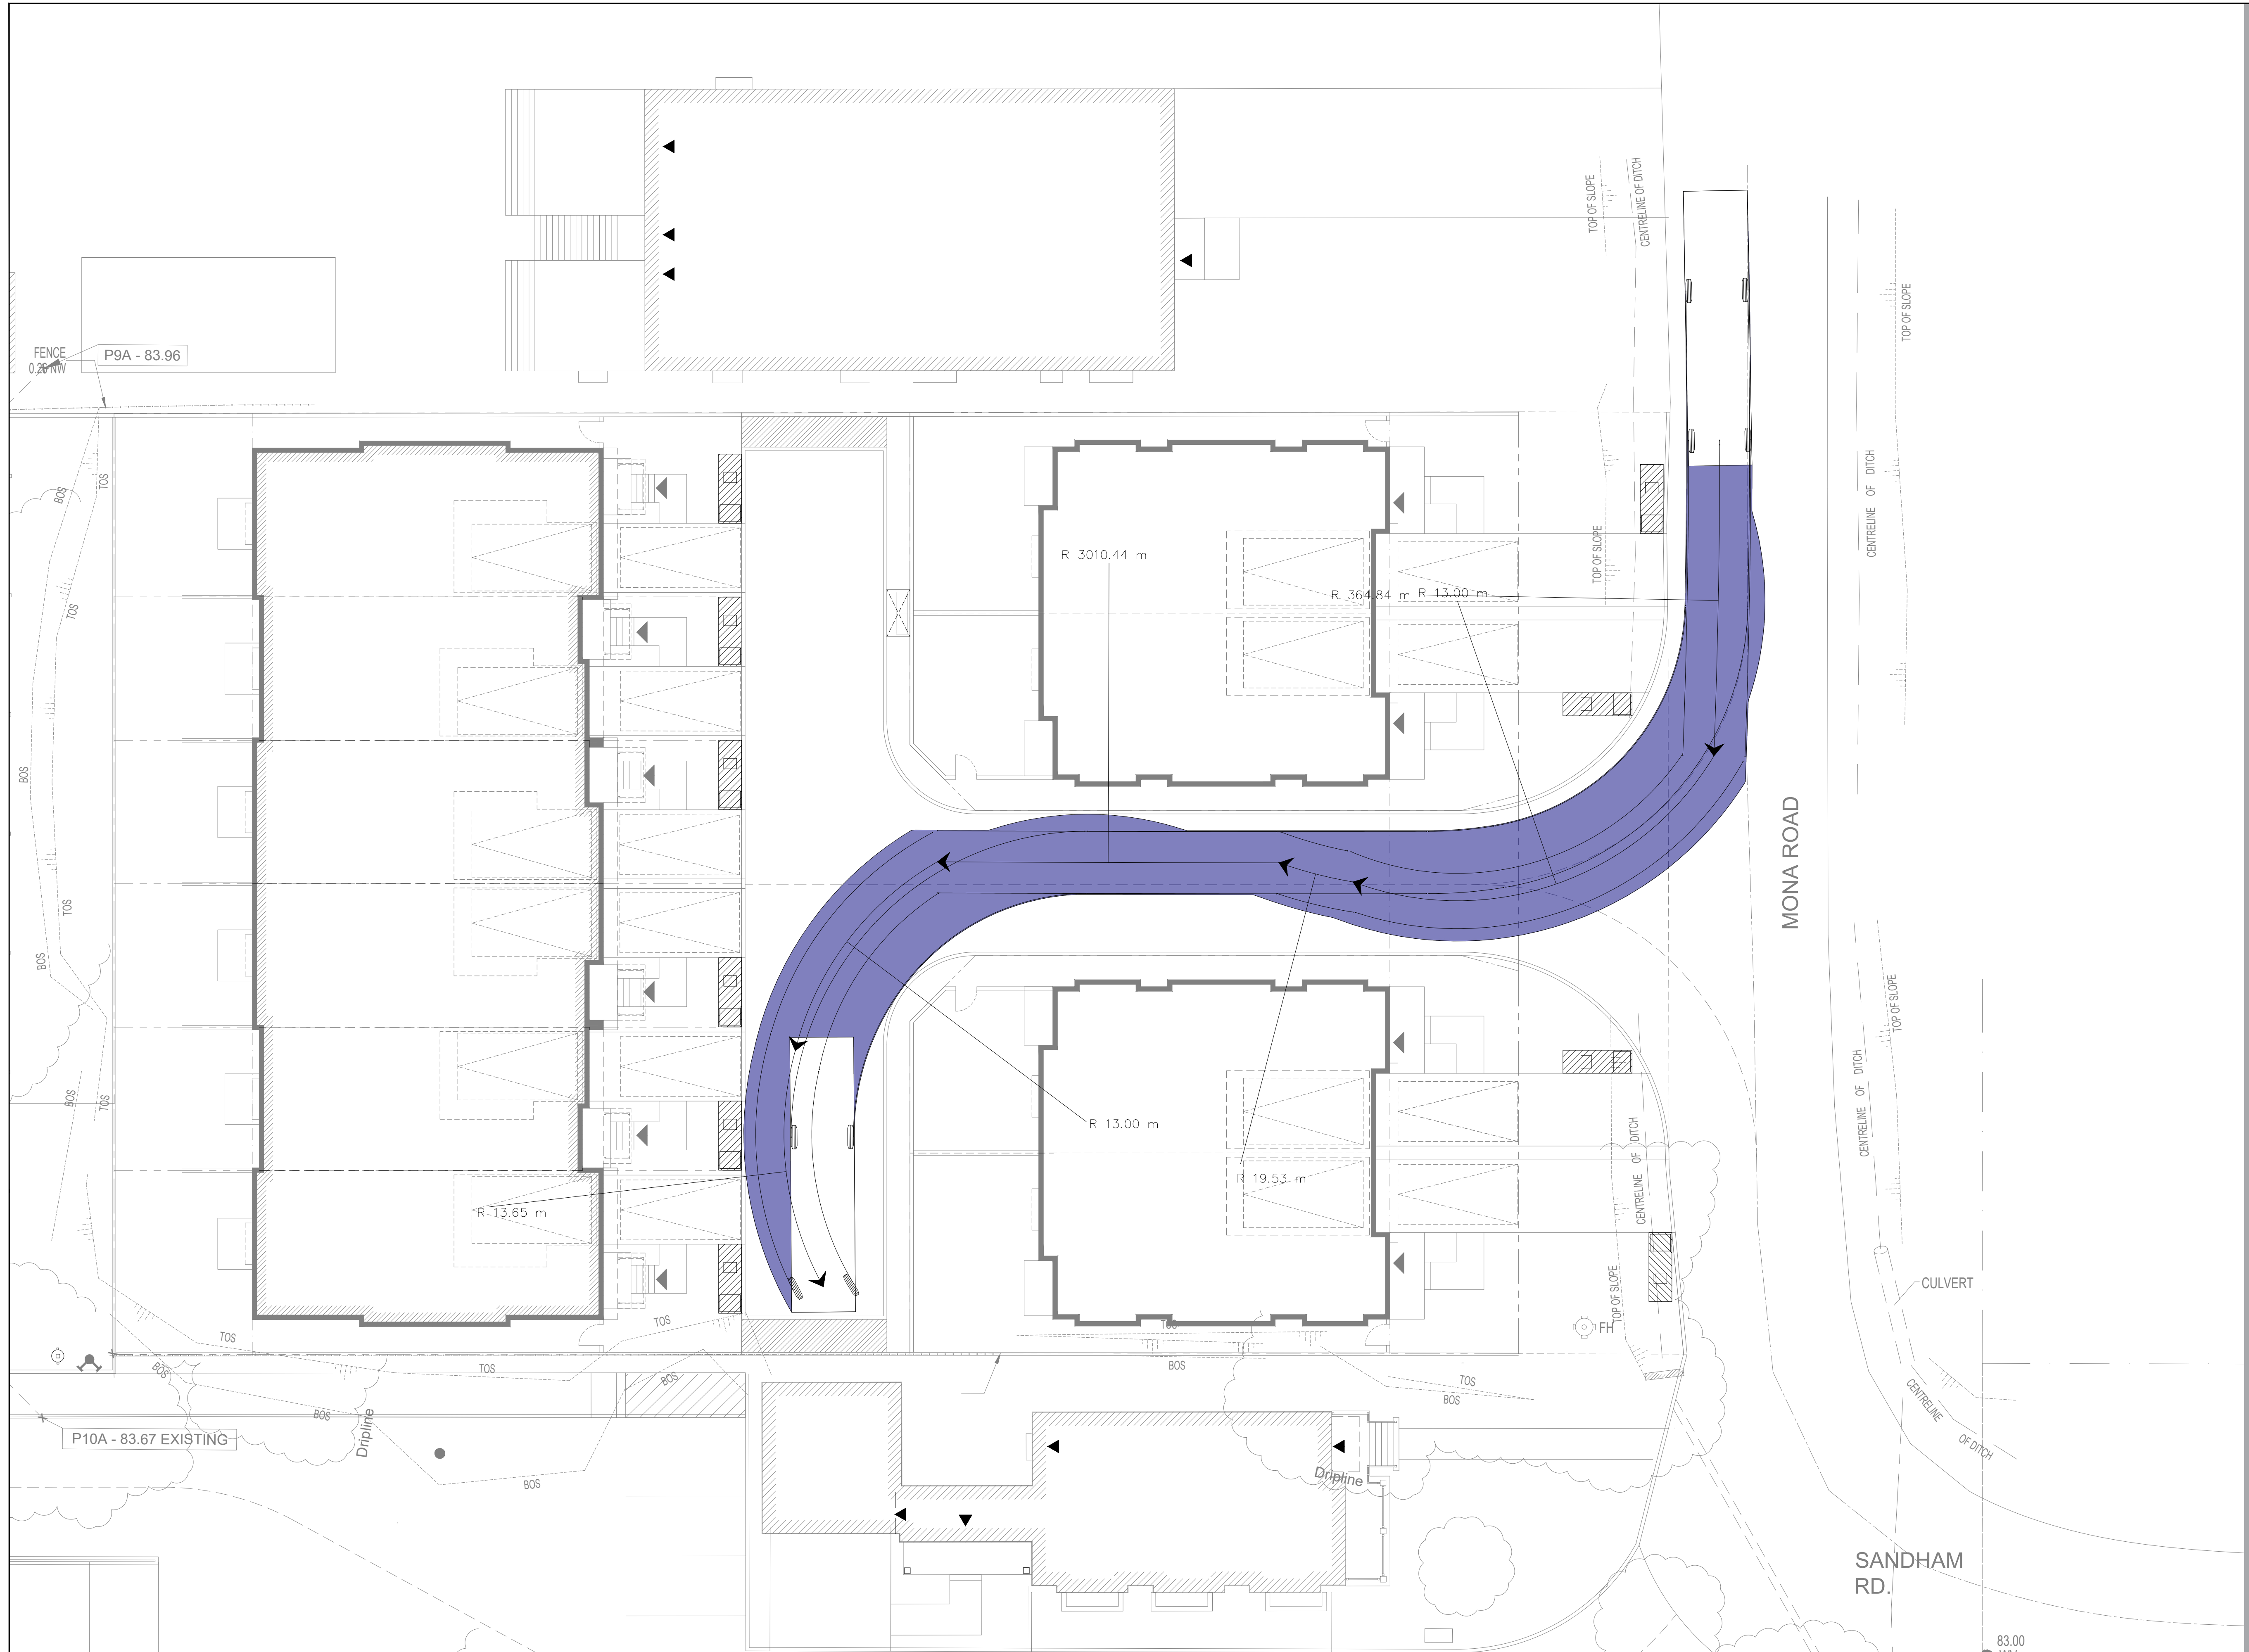 TOP OF SLOPE
CENTRELINE OF DITCH
TOP OF SLOPE
FENCE
P9A - 83.96
CENTRELINE OF DITCH
TOS
BOS
R 3010.44 m
TOP OF SLOPE
R 364.84 m
R 13.00 m
TOS
BOS
MONA ROAD
TOS
BOS
TOP OF SLOPE
BOS
TOS
CENTRELINE OF DITCH
R 13.00 m
CENTRELINE OF DITCH
R 19.53 m
R 13.65 m
TOP OF SLOPE
CULVERT
FH
TOS
TOS
TOS
BOS
TOS
BOS
BOS
TOS
BOS
CENTRELINE
OF DITCH
BOS
Dripline
P10A - 83.67 EXISTING
BOS
Dripline
SANDHAM
RD.
83.00